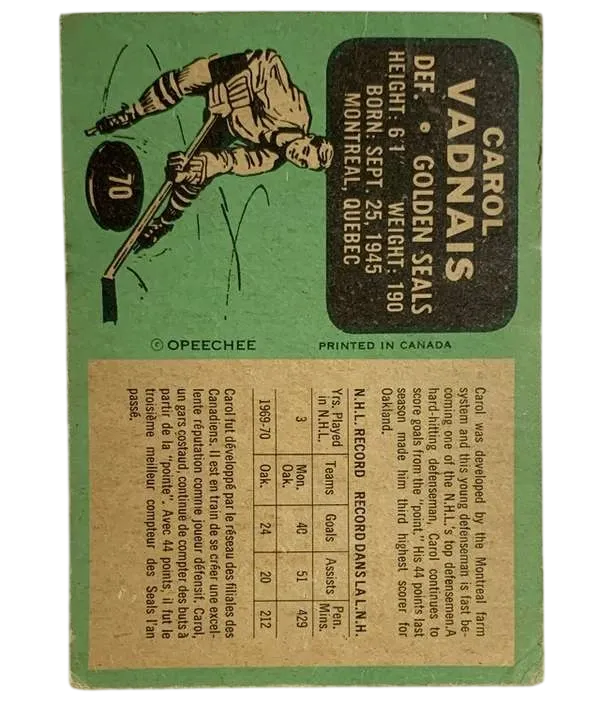 CAROL
VADNAIS
DEF. • GOLDEN SEALS
HEIGHT: 6'1" WEIGHT: 190
BORN: SEPT. 25, 1945
MONTREAL, QUEBEC
70
© OPEECHEE
PRINTED IN CANADA
Carol was developed by the Montreal farm
system and this young defenseman is fast be-
coming one of the N.H.L.'s top defensemen. A
hard-hitting defenseman, Carol continues to
score goals from the "point." His 44 points last
season made him third highest scorer for
Oakland.
N.H.L. RECORD RECORD DANS LA L.N.H.
Yrs. Played in N.H.L. Teams Goals Assists Pen. Mins.
3 Mon. Oak. 40 51 429
1969-70 Oak. 24 20 212
Carol fut développé par le réseau des filiales des
Canadiens. Il est en train de se créer une excel-
lente réputation comme joueur défensif. Carol,
un gars costaud, continue de compter des buts à
partir de la "pointe". Avec 44 points, il fut le
troisième meilleur compteur des Seals l'an
passé.